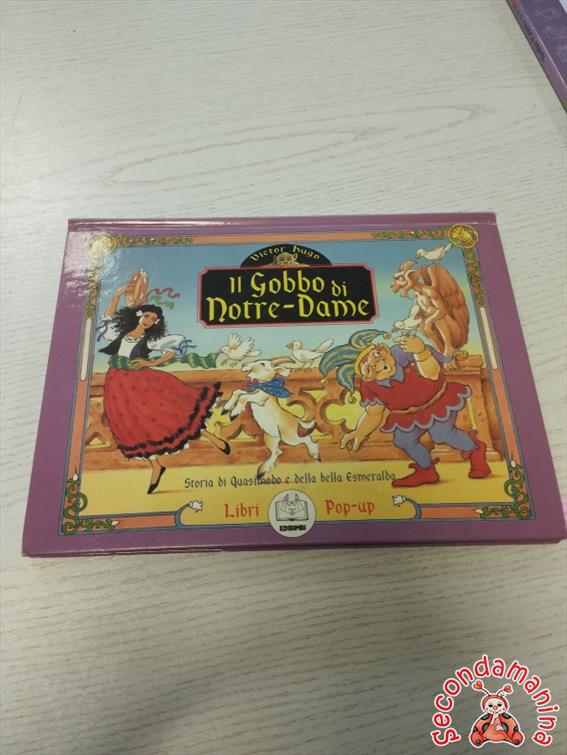 Victor Hugo
Il Gobbo di
Notre-Dame
Storia di Quasimodo e della bella Esmeralda
Libri Pop-up
EDIBIMBI
secondamanina